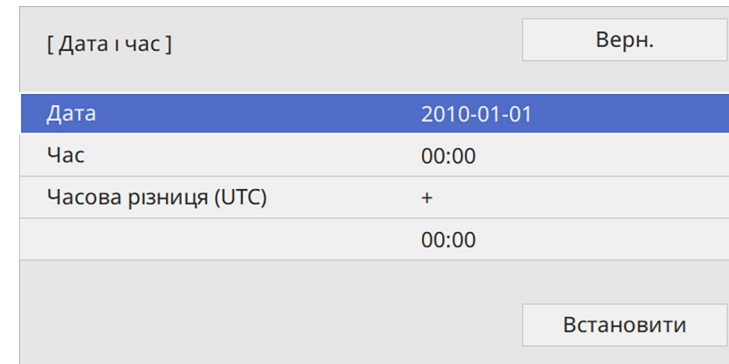 [ Дата і час ]
Верн.
Дата 2010-01-01
Час 00:00
Часова різниця (UTC) +
00:00
Встановити